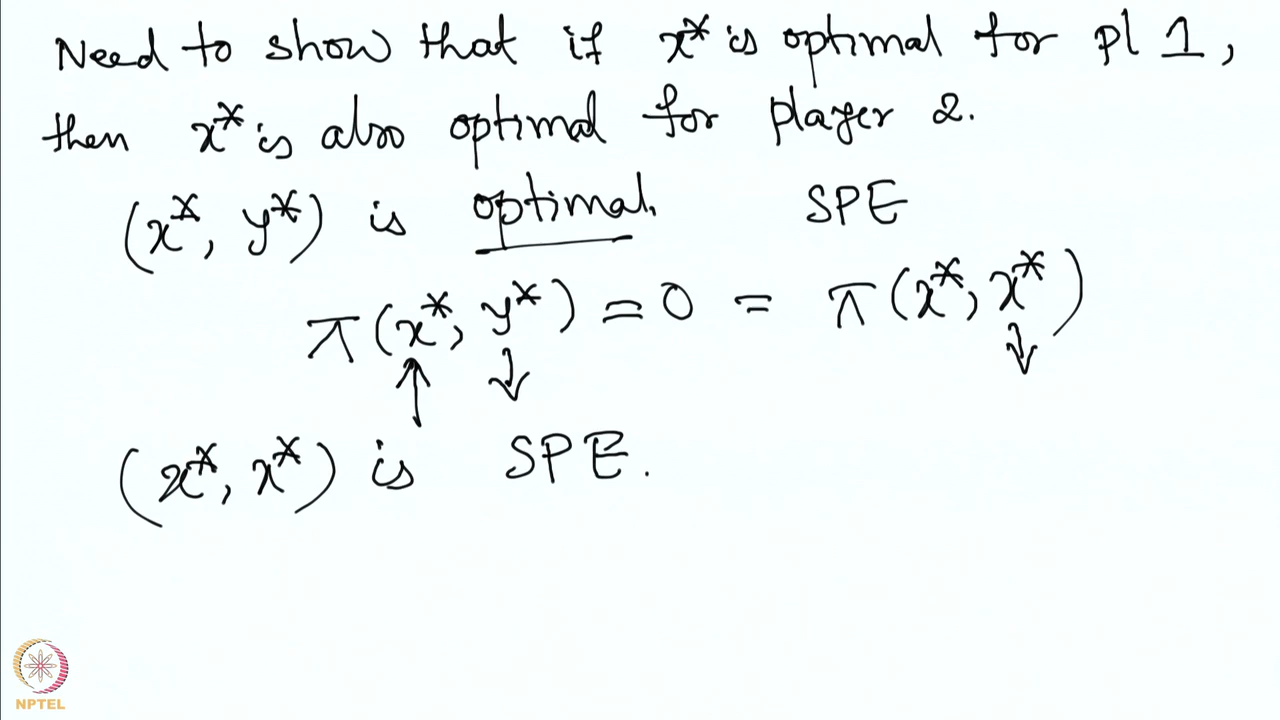 Need to show that if x* is optimal for pl 1,
then x* is also optimal for player 2.
(x*, y*) is optimal. SPE
π(x*, y*) = 0 = π(x*, x*)
(x*, x*) is SPE.
NPTEL